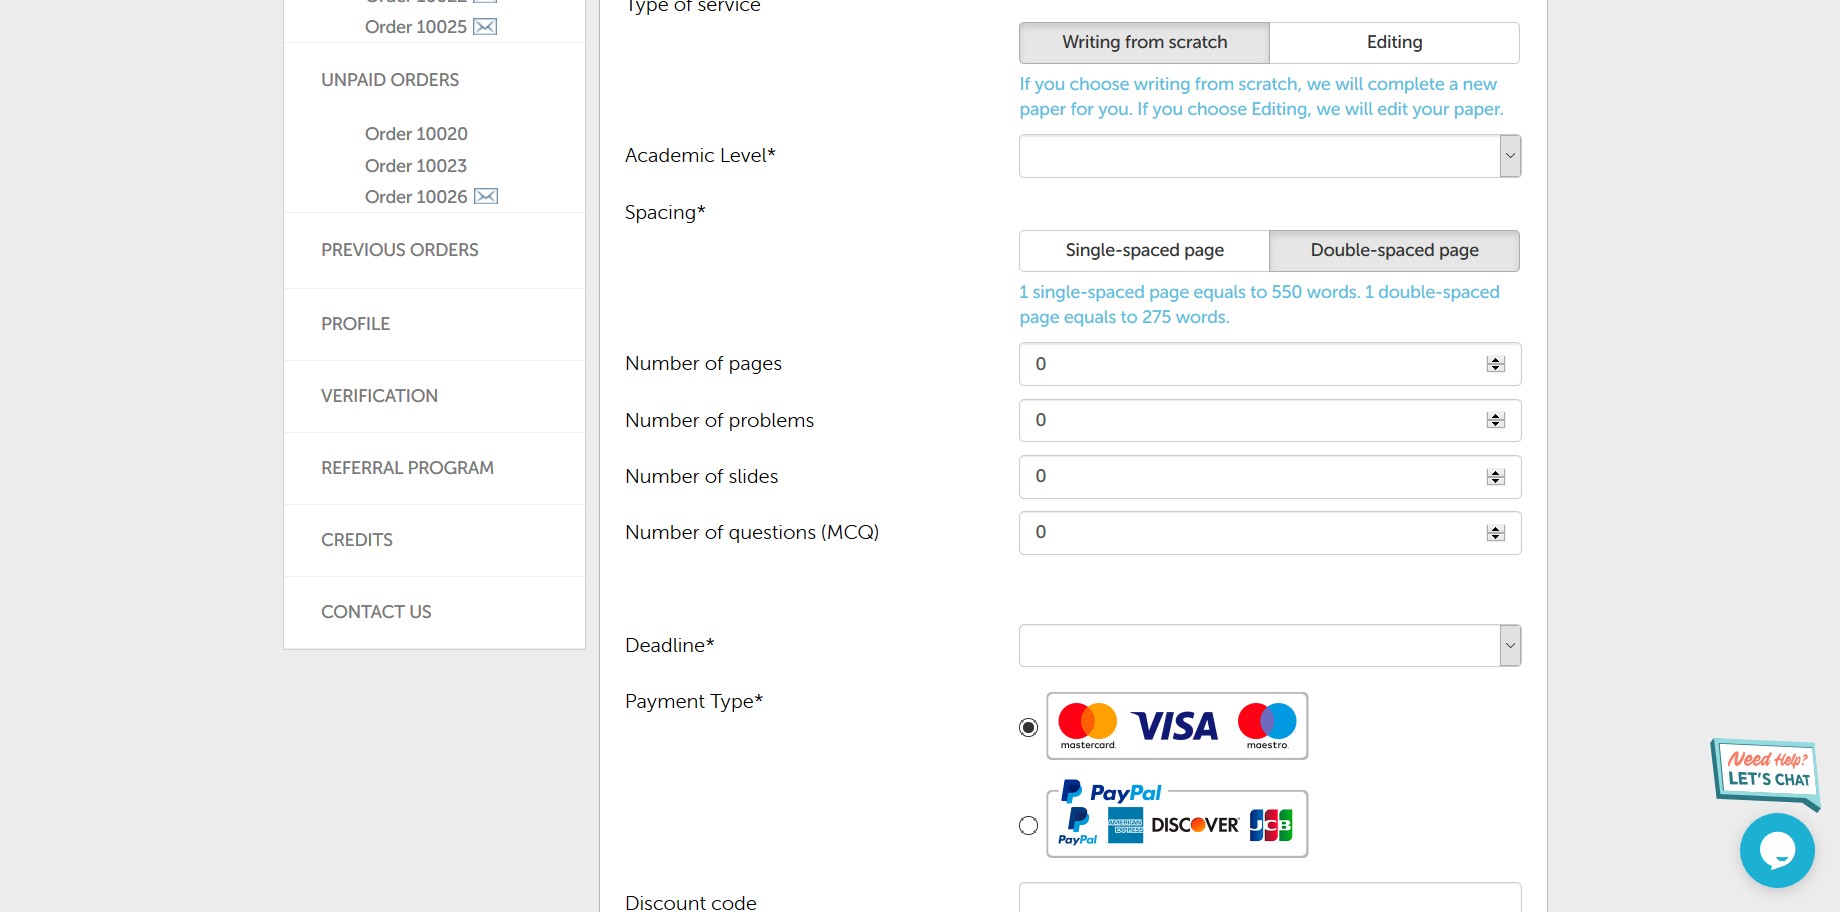 Order 10022
Order 10025
UNPAID ORDERS
Order 10020
Order 10023
Order 10026
PREVIOUS ORDERS
PROFILE
VERIFICATION
REFERRAL PROGRAM
CREDITS
CONTACT US
Type of service
Writing from scratch
Editing
If you choose writing from scratch, we will complete a new
paper for you. If you choose Editing, we will edit your paper.
Academic Level*
Spacing*
Single-spaced page
Double-spaced page
1 single-spaced page equals to 550 words. 1 double-spaced
page equals to 275 words.
Number of pages
0
Number of problems
0
Number of slides
0
Number of questions (MCQ)
0
Deadline*
Payment Type*
mastercard.
VISA
maestro.
PayPal
PayPal
AMERICAN EXPRESS
DISCOVER
JCB
Discount code
Need Help?
LET'S CHAT